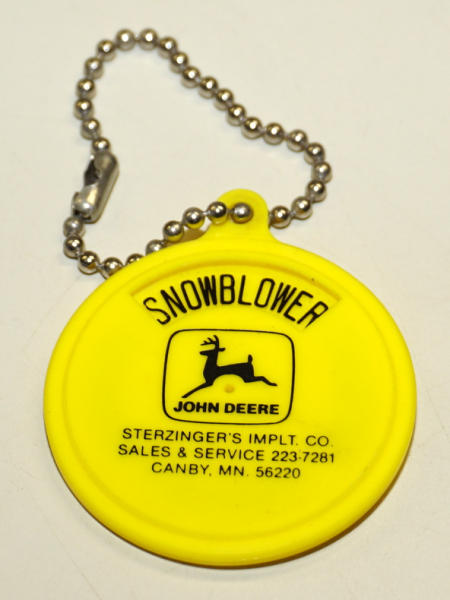 SNOWBLOWER
JOHN DEERE
STERZINGER'S IMPLT. CO.
SALES & SERVICE 223-7281
CANBY, MN. 56220